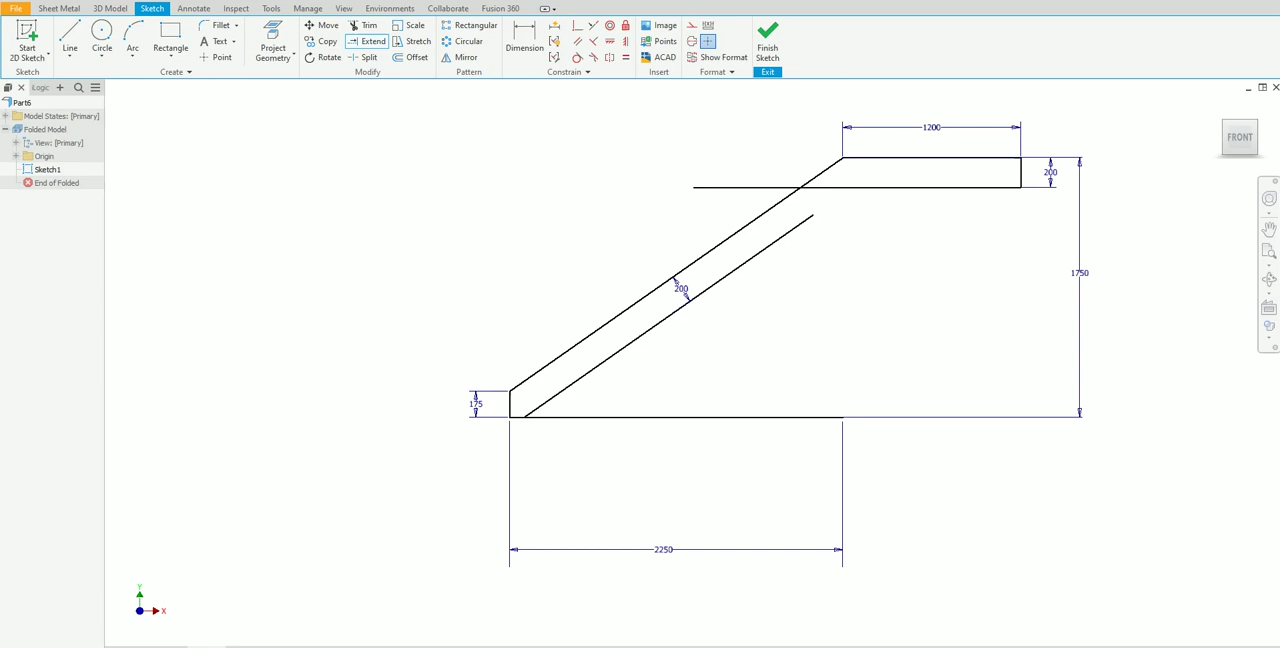 File Sheet Metal 3D Model Sketch Annotate Inspect Tools Manage View Environments Collaborate Fusion 360
Start 2D Sketch Line Circle Arc Rectangle Fillet Text Point Project Geometry
Move Trim Scale
Copy Extend Stretch
Rotate Split Offset
Rectangular
Circular
Mirror
Dimension
Image
Points
ACAD
Show Format
Finish Sketch
Sketch Create Modify Pattern Constrain Insert Format Exit
Logic
Part6
Model States: [Primary]
Folded Model
View: [Primary]
Origin
Sketch1
End of Folded
FRONT
1200
200
1750
200
175
2250
Y
X